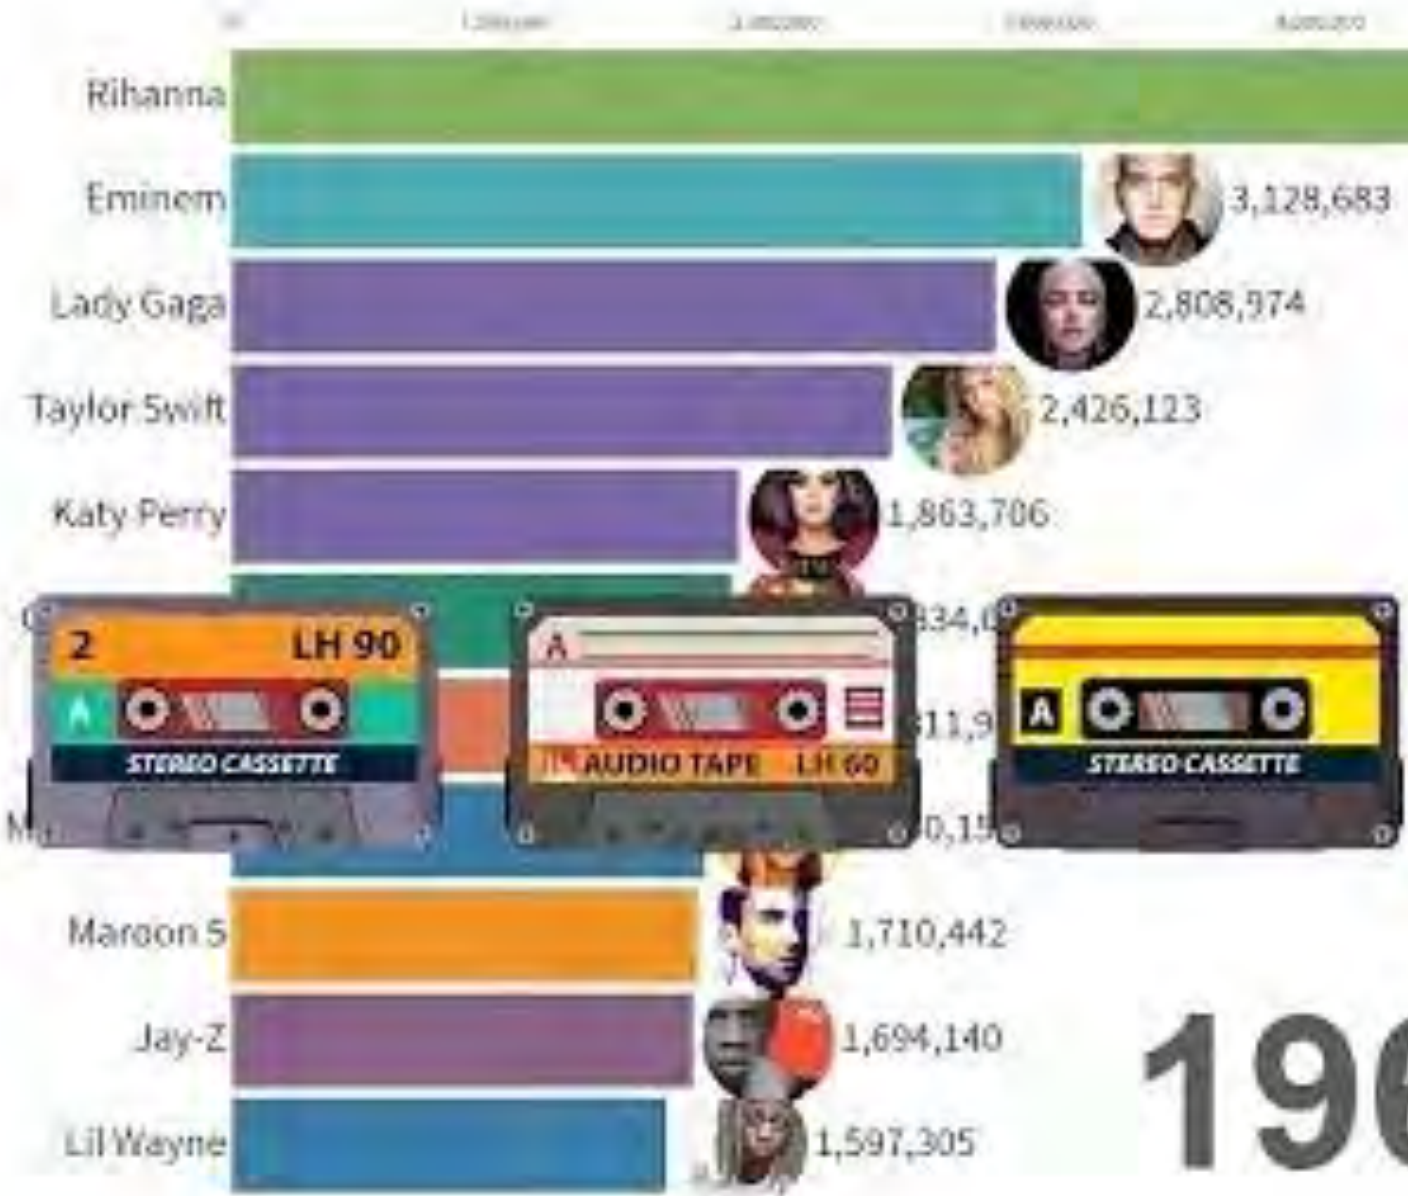 Rihanna
Eminem 3,128,683
Lady Gaga 2,808,974
Taylor Swift 2,426,123
Katy Perry 1,863,706
2 LH 90
A
STEREO CASSETTE
A
AUDIO TAPE LH 60
A
STEREO CASSETTE
Maroon 5 1,710,442
Jay-Z 1,694,140
Lil Wayne 1,597,305
196